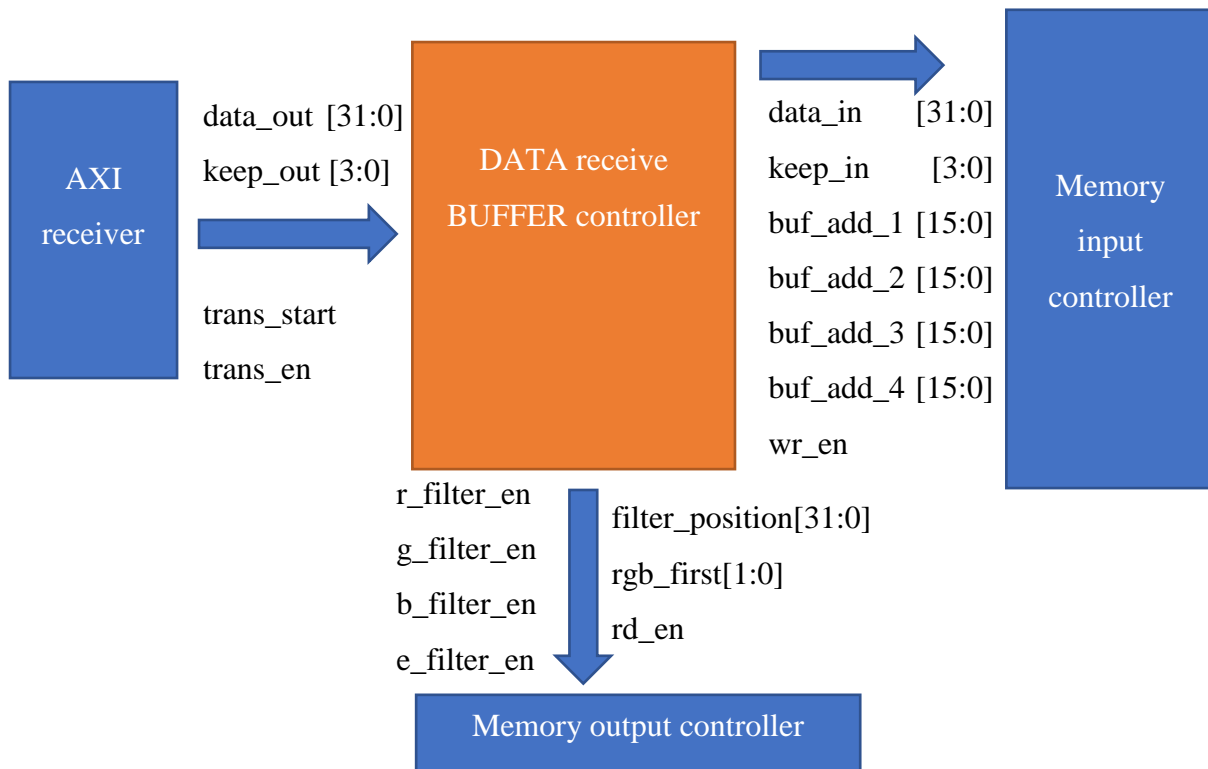 AXI
receiver
data_out [31:0]
keep_out [3:0]
trans_start
trans_en
DATA receive
BUFFER controller
data_in [31:0]
keep_in [3:0]
buf_add_1 [15:0]
buf_add_2 [15:0]
buf_add_3 [15:0]
buf_add_4 [15:0]
wr_en
Memory
input
controller
r_filter_en
g_filter_en
b_filter_en
e_filter_en
filter_position[31:0]
rgb_first[1:0]
rd_en
Memory output controller